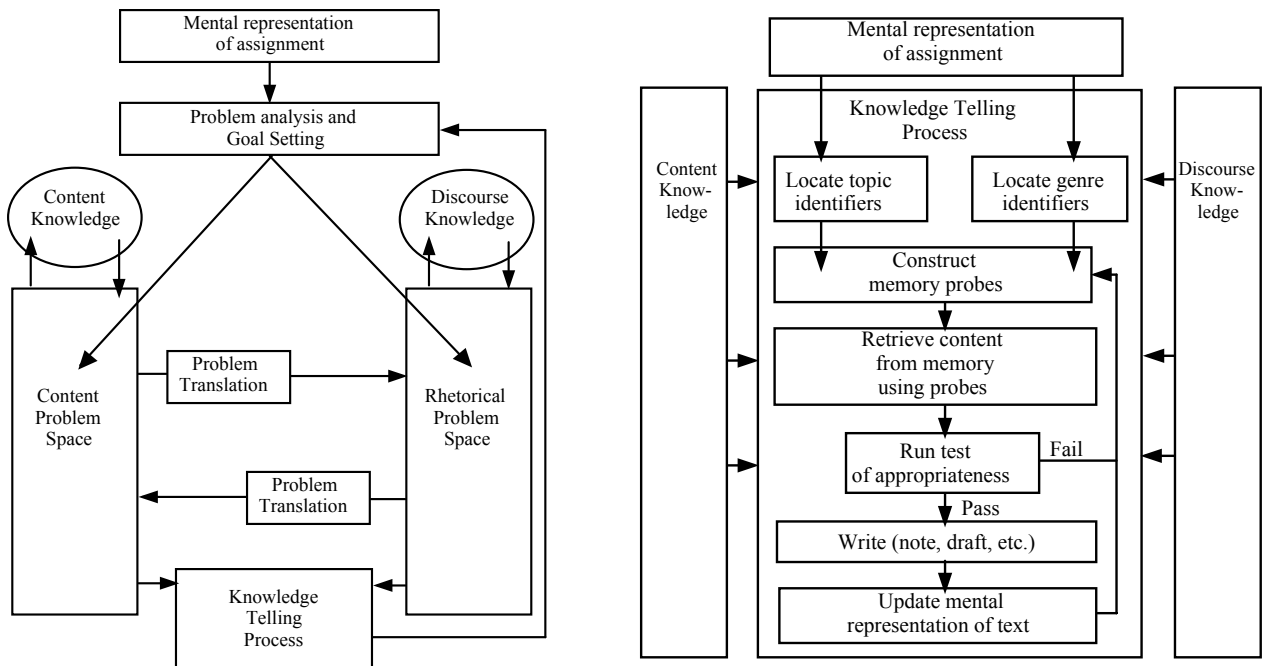 Mental representation
of assignment
Problem analysis and
Goal Setting
Content
Knowledge
Discourse
Knowledge
Problem
Translation
Content
Problem
Space
Rhetorical
Problem
Space
Problem
Translation
Knowledge
Telling
Process
Mental representation
of assignment
Knowledge Telling
Process
Content
Know-
ledge
Locate topic
identifiers
Locate genre
identifiers
Discourse
Know-
ledge
Construct
memory probes
Retrieve content
from memory
using probes
Run test
of appropriateness
Fail
Pass
Write (note, draft, etc.)
Update mental
representation of text